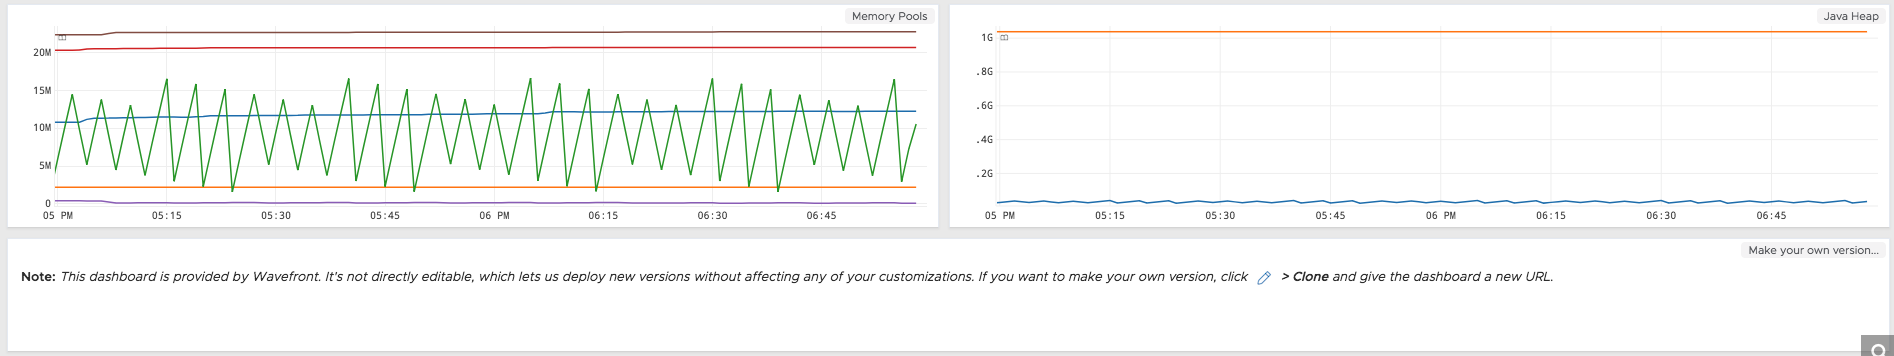 Memory Pools
20M
15M
10M
5M
0
05 PM 05:15 05:30 05:45 06 PM 06:15 06:30 06:45
Java Heap
1G
.8G
.6G
.4G
.2G
05 PM 05:15 05:30 05:45 06 PM 06:15 06:30 06:45
Make your own version...
Note: This dashboard is provided by Wavefront. It's not directly editable, which lets us deploy new versions without affecting any of your customizations. If you want to make your own version, click > Clone and give the dashboard a new URL.